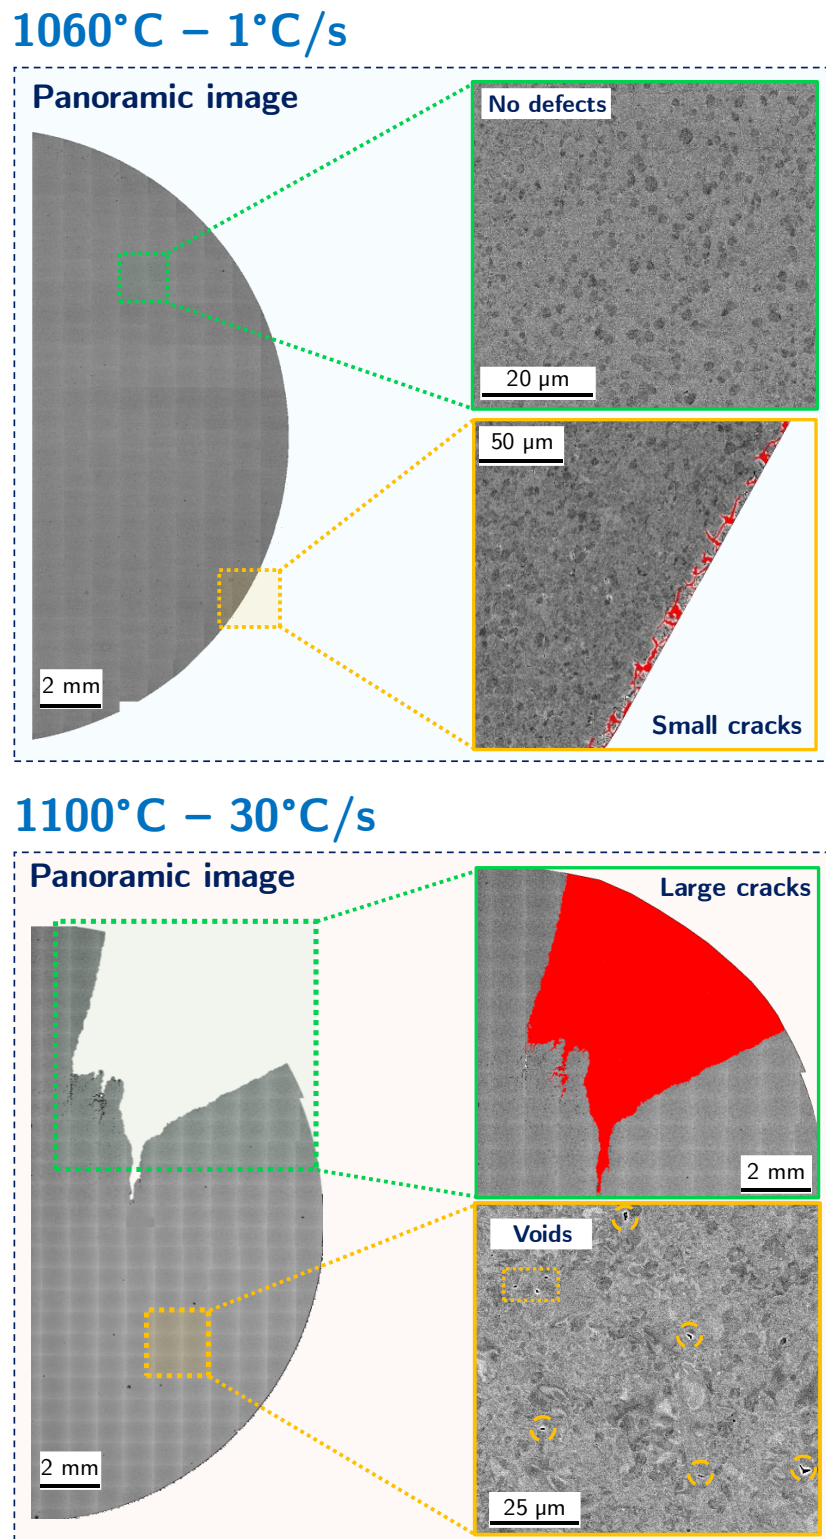 1060°C – 1°C/s
Panoramic image
No defects
20 µm
50 µm
2 mm
Small cracks
1100°C – 30°C/s
Panoramic image
Large cracks
2 mm
Voids
2 mm
25 µm